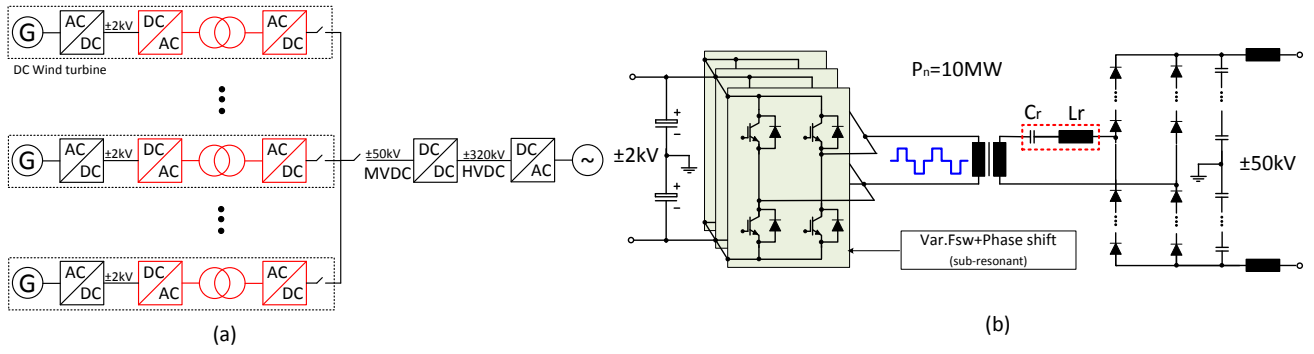 G
AC
DC
±2kV
DC
AC
AC
DC
DC Wind turbine
G
AC
DC
±2kV
DC
AC
AC
DC
±50kV
MVDC
DC
DC
±320kV
HVDC
DC
AC
~
G
AC
DC
±2kV
DC
AC
AC
DC
(a)
Pn=10MW
+
−
+
−
±2kV
Cr
Lr
±50kV
Var.Fsw+Phase shift
(sub-resonant)
(b)